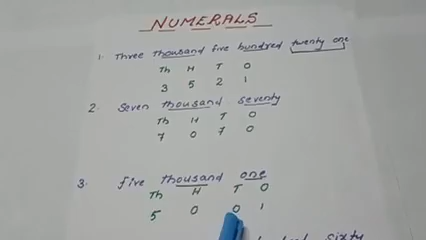 NUMERALS
1. Three thousand five hundred twenty one
Th H T O
3 5 2 1
2. Seven thousand seventy
Th H T O
7 0 7 0
3. five thousand one
Th H T O
5 0 0 1
sixty